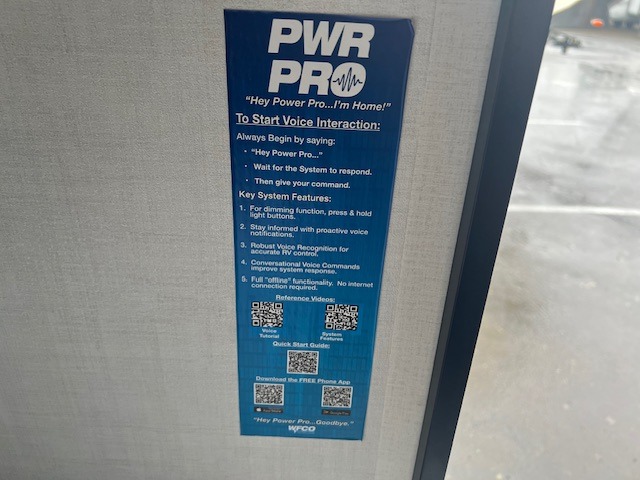 PWR
PRO
"Hey Power Pro...I'm Home!"
To Start Voice Interaction:
Always Begin by saying:
• "Hey Power Pro..."
• Wait for the System to respond.
• Then give your command.
Key System Features:
1. For dimming function, press & hold
light buttons.
2. Stay informed with proactive voice
notifications.
3. Robust Voice Recognition for
accurate RV control.
4. Conversational Voice Commands
improve system response.
5. Full "offline" functionality. No internet
connection required.
Reference Videos:
Voice
Tutorial
System
Features
Quick Start Guide:
Download the FREE Phone App
App Store
Google Play
"Hey Power Pro...Goodbye."
WFCO